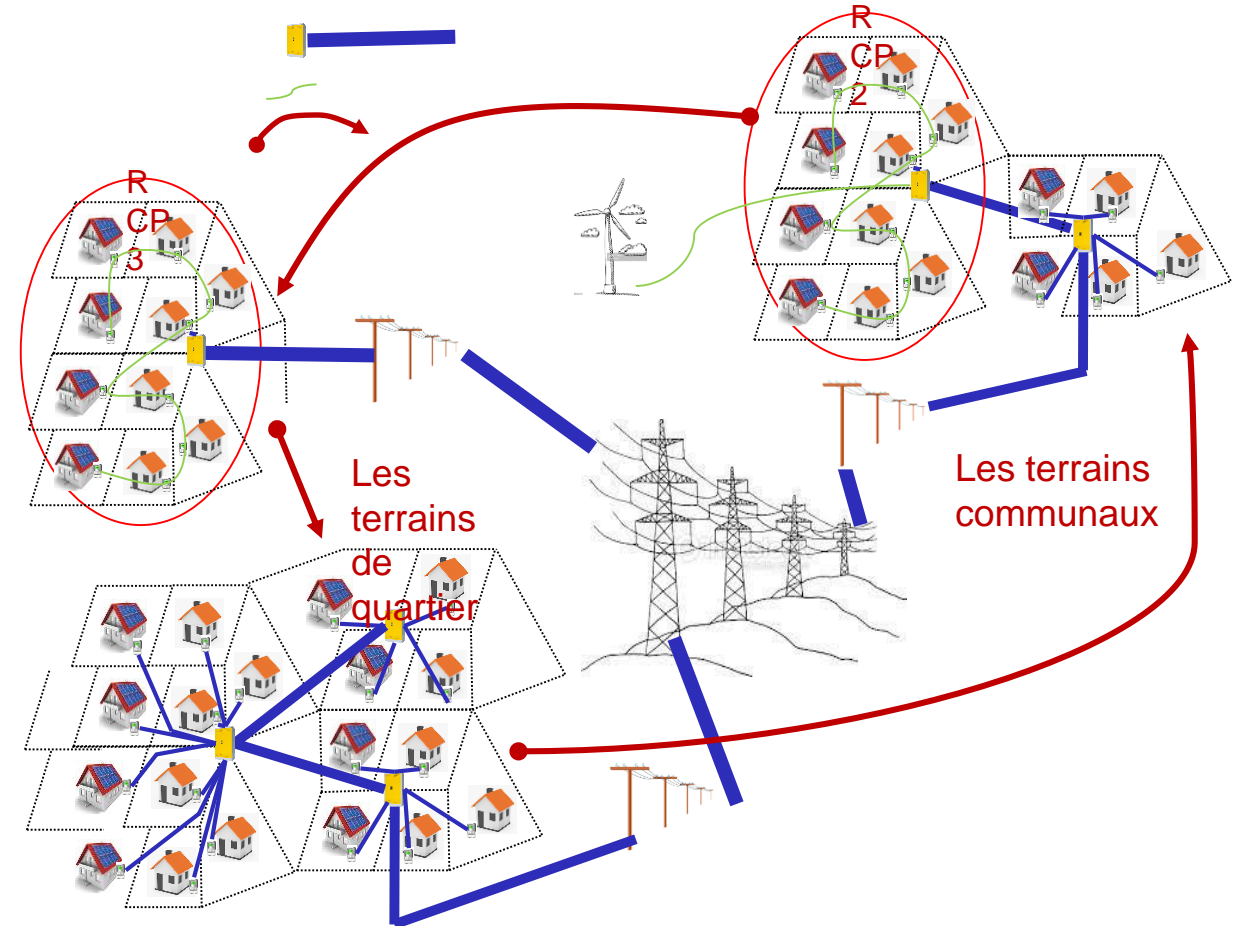 R
CP
2
R
CP
3
Les
terrains
de
quartier
Les terrains
communaux